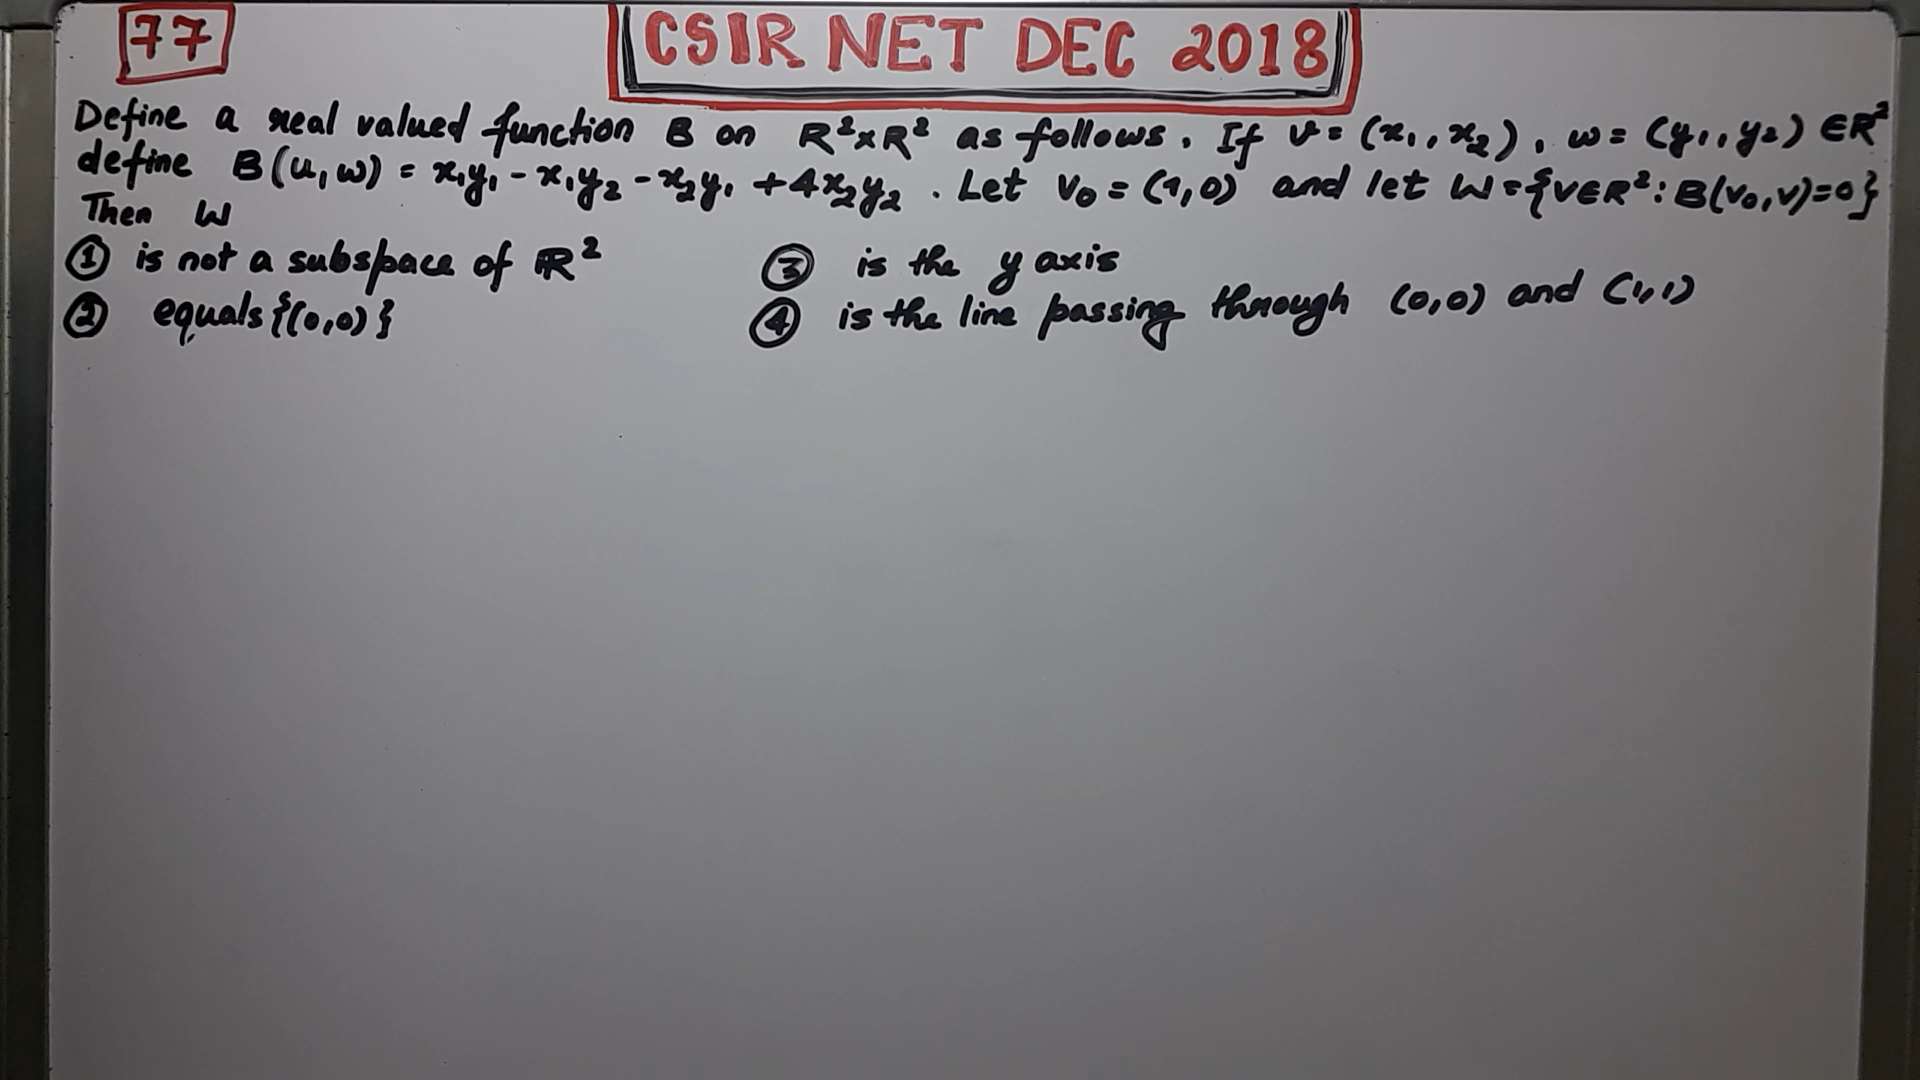 77
CSIR NET DEC 2018
Define a real valued function B on R²xR² as follows. If v = (x₁, x₂), w = (y₁, y₂) ∈ R²
define B(u, w) = x₁y₁ - x₁y₂ - x₂y₁ + 4x₂y₂. Let v₀ = (1,0) and let W = {v∈R²: B(v₀,v)=0}
Then W
① is not a subspace of ℝ²
③ is the y axis
② equals {(0,0)}
④ is the line passing through (0,0) and (1,1)